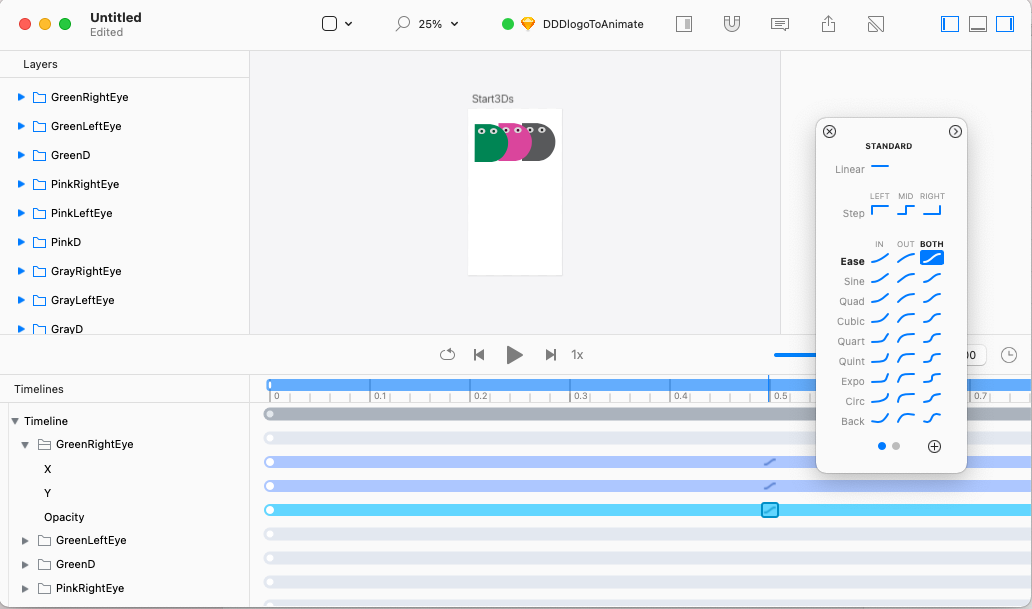 Untitled
Edited
25%
DDDlogoToAnimate
Layers
GreenRightEye
GreenLeftEye
GreenD
PinkRightEye
PinkLeftEye
PinkD
GrayRightEye
GrayLeftEye
GrayD
Start3Ds
STANDARD
Linear
LEFT MID RIGHT
Step
IN OUT BOTH
Ease
Sine
Quad
Cubic
Quart
Quint
Expo
Circ
Back
1x
00
Timelines
0 0.1 0.2 0.3 0.4 0.5 0.7
Timeline
GreenRightEye
X
Y
Opacity
GreenLeftEye
GreenD
PinkRightEye